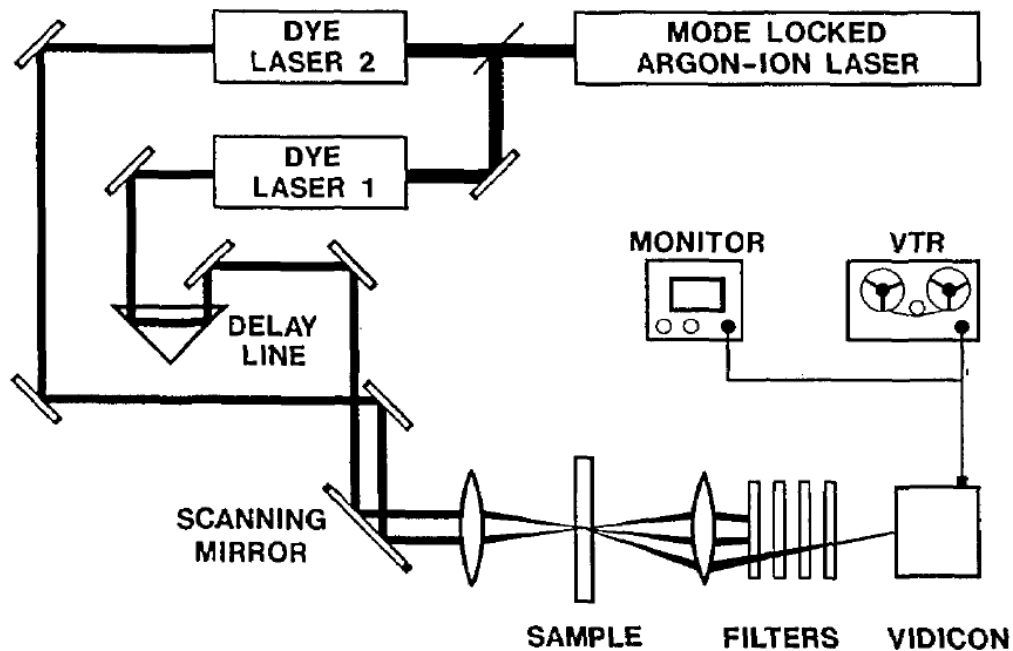 DYE
LASER 2
MODE LOCKED
ARGON-ION LASER
DYE
LASER 1
MONITOR
VTR
DELAY
LINE
SCANNING
MIRROR
SAMPLE
FILTERS
VIDICON